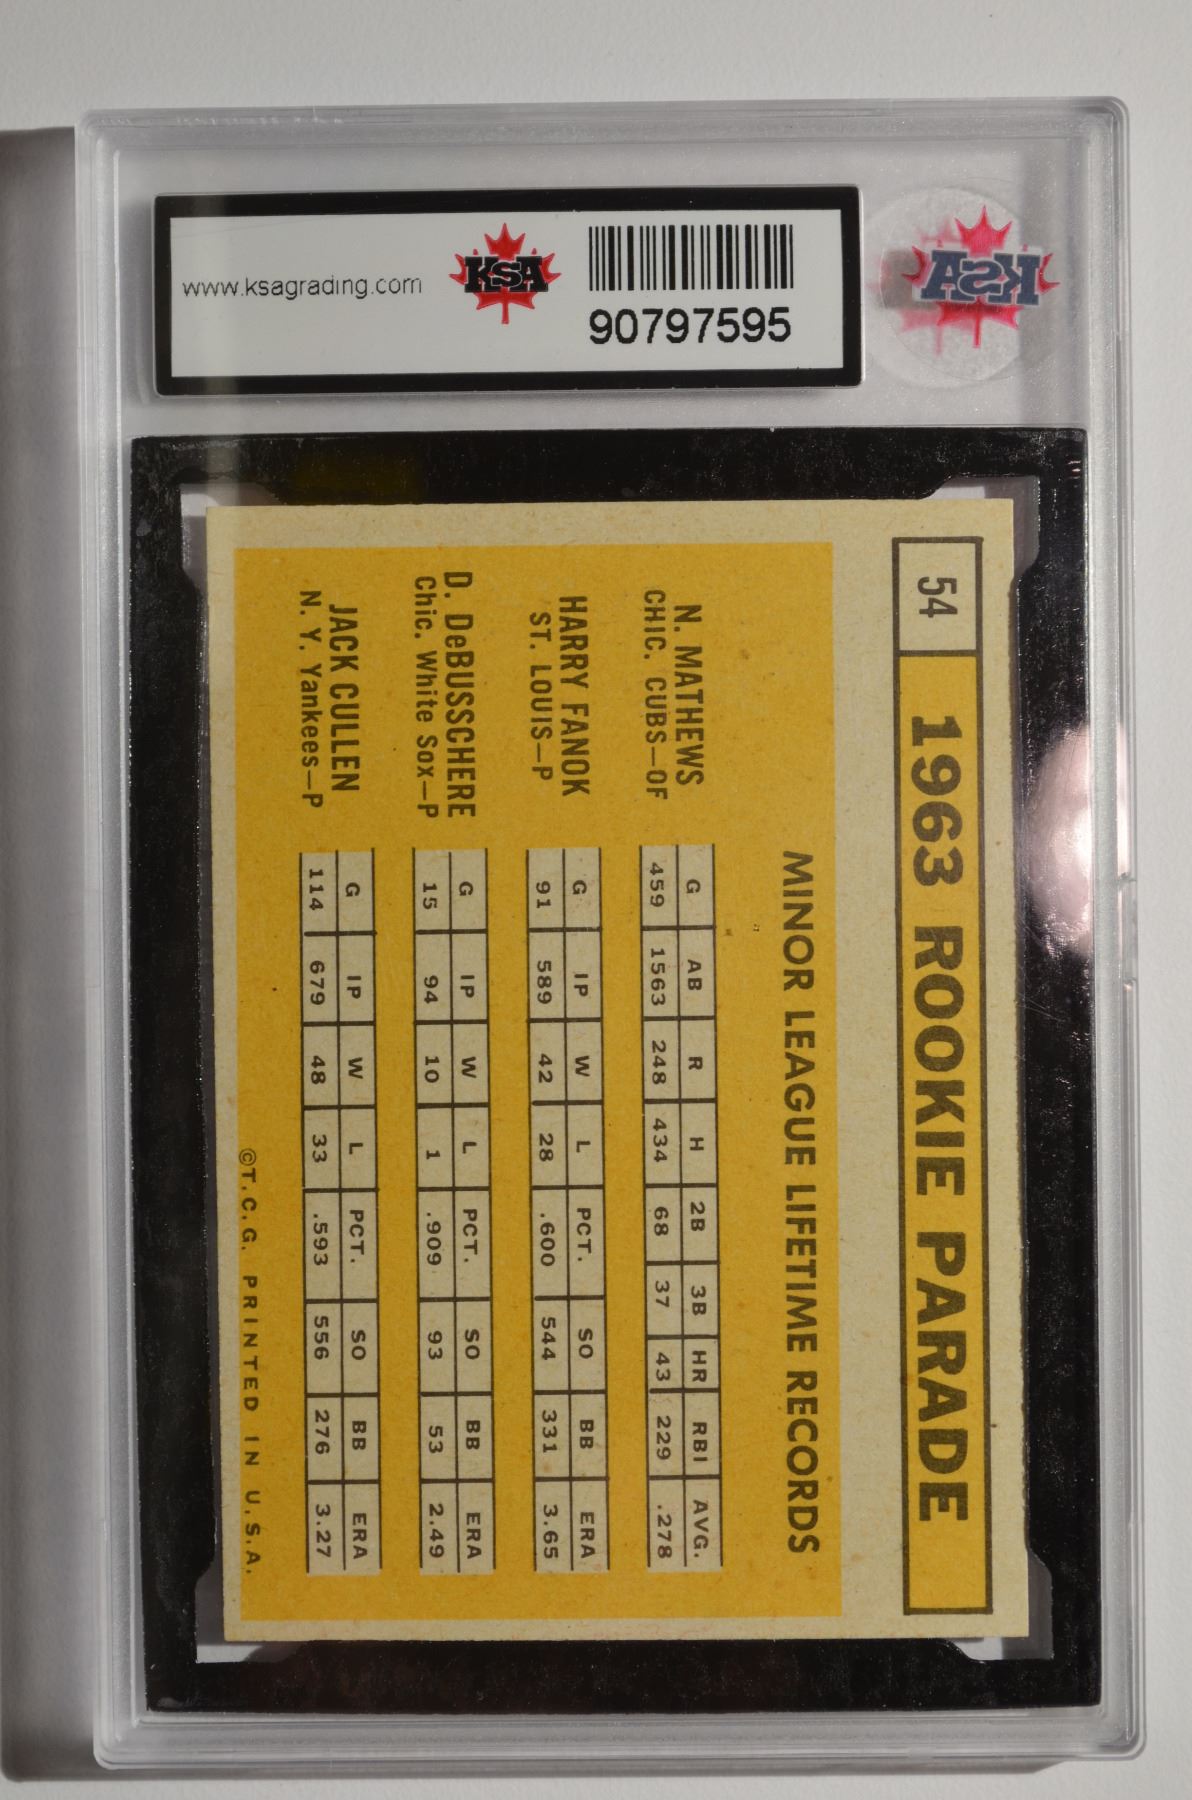 www.ksagrading.com
KSA
90797595
KSA
54
1963 ROOKIE PARADE
MINOR LEAGUE LIFETIME RECORDS
N. MATHEWS
CHIC. CUBS—OF
G AB R H 2B 3B HR RBI AVG.
459 1563 248 434 68 37 43 229 .278
HARRY FANOK
ST. LOUIS—P
G IP W L PCT. SO BB ERA
91 589 42 28 .600 544 331 3.65
D. DeBUSSCHERE
Chic. White Sox—P
G IP W L PCT. SO BB ERA
15 94 10 1 .909 93 53 2.49
JACK CULLEN
N. Y. Yankees—P
G IP W L PCT. SO BB ERA
114 679 48 33 .593 556 276 3.27
©T.C.G. PRINTED IN U.S.A.